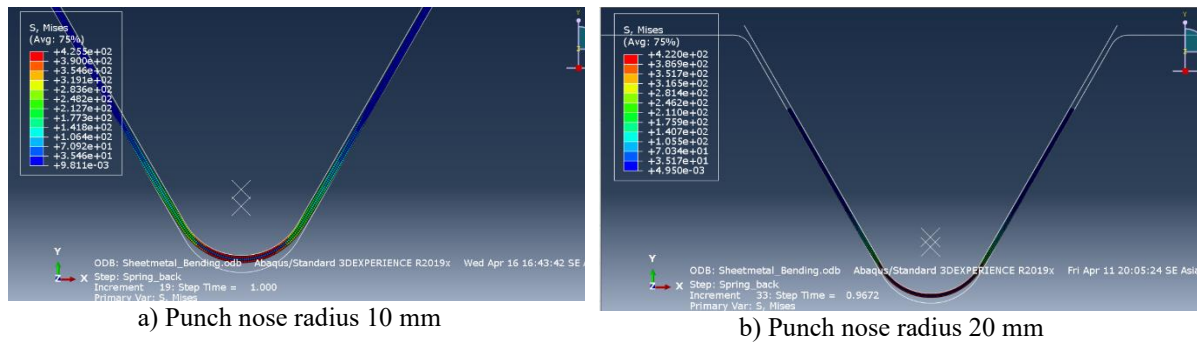 S, Mises
(Avg: 75%)
+4.255e+02
+3.900e+02
+3.546e+02
+3.191e+02
+2.836e+02
+2.482e+02
+2.127e+02
+1.773e+02
+1.418e+02
+1.064e+02
+7.092e+01
+3.546e+01
+9.811e-03
Y
Z
Y
Z X
ODB: Sheetmetal_Bending.odb Abaqus/Standard 3DEXPERIENCE R2019x Wed Apr 16 16:43:42 SE A
Step: Spring_back
Increment 19: Step Time = 1.000
Primary Var: S, Mises
a) Punch nose radius 10 mm
S, Mises
(Avg: 75%)
+4.220e+02
+3.869e+02
+3.517e+02
+3.165e+02
+2.814e+02
+2.462e+02
+2.110e+02
+1.759e+02
+1.407e+02
+1.055e+02
+7.034e+01
+3.517e+01
+4.950e-03
Y
Y
Z X
ODB: Sheetmetal_Bending.odb Abaqus/Standard 3DEXPERIENCE R2019x Fri Apr 11 20:05:24 SE Asia
Step: Spring_back
Increment 33: Step Time = 0.9672
Primary Var: S, Mises
b) Punch nose radius 20 mm